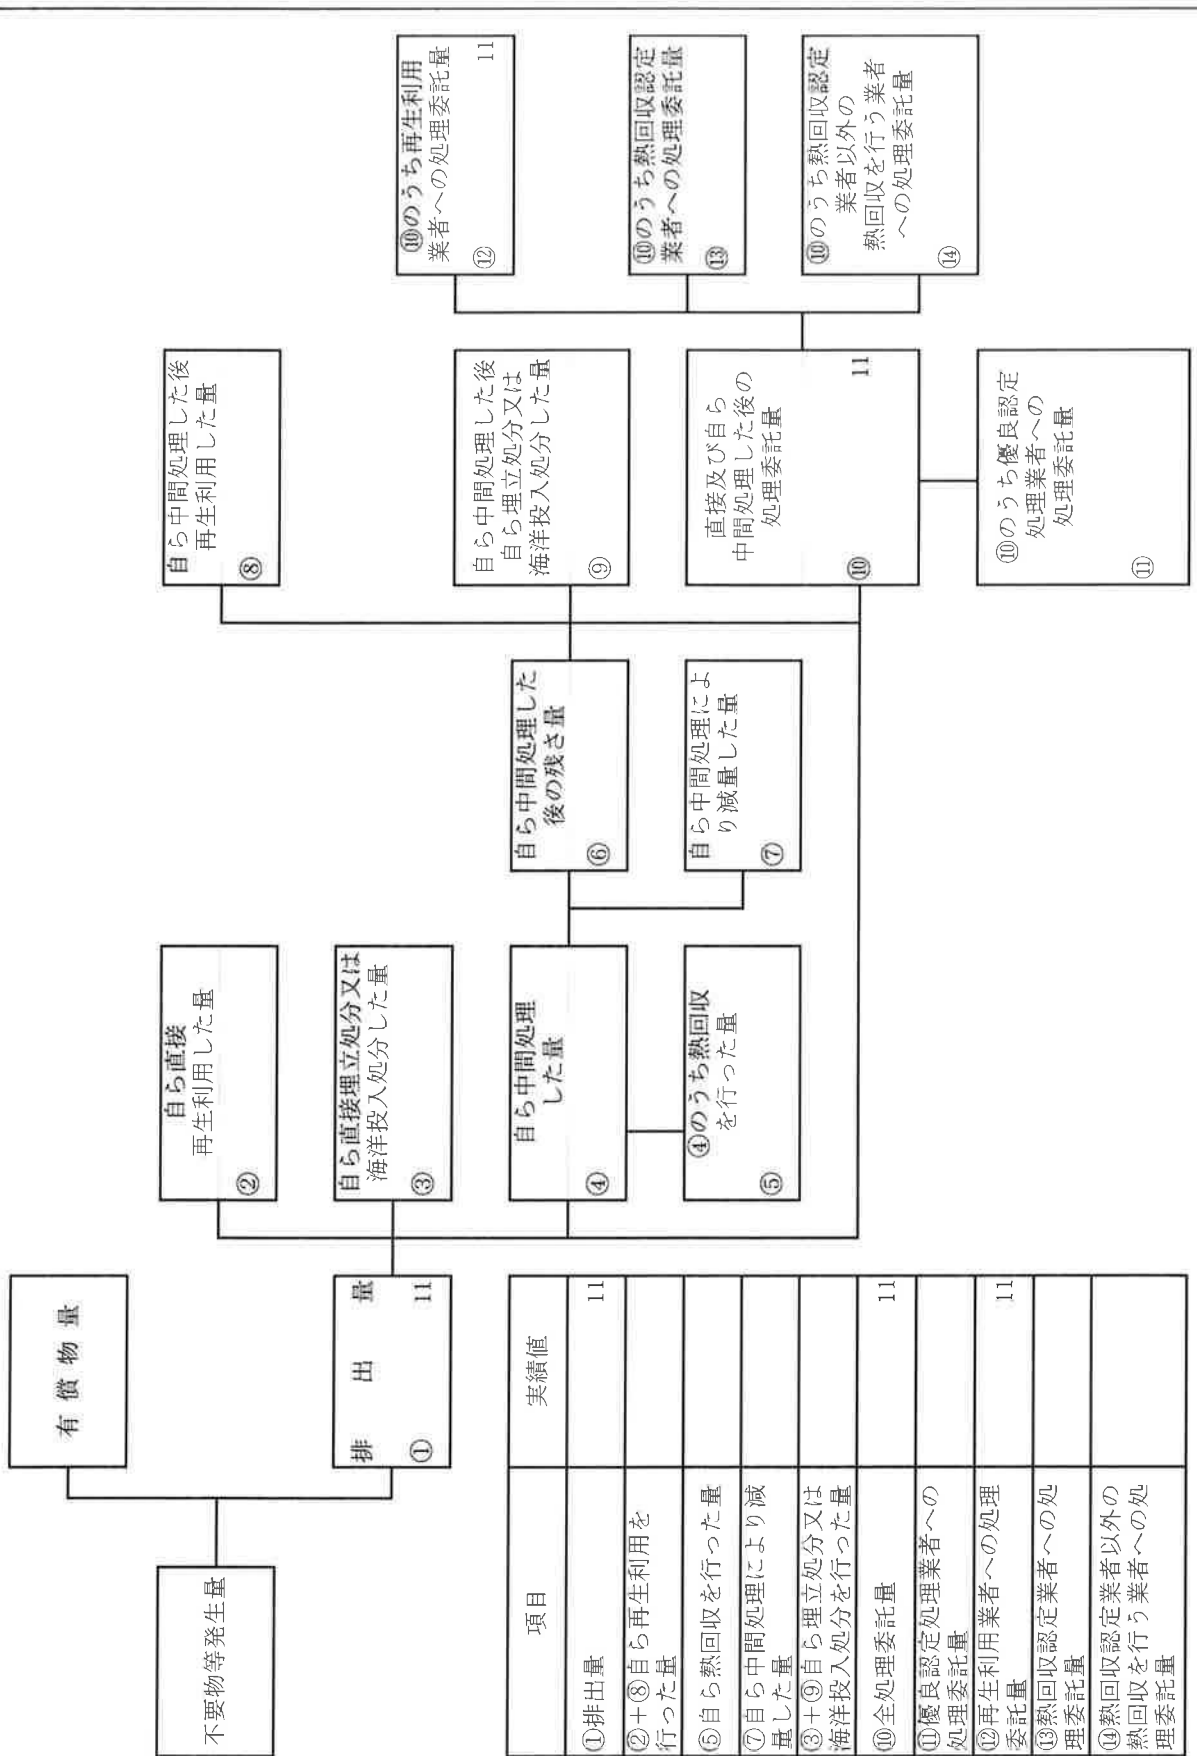 不要物等発生量
有償物量
排出量
① 11
自ら直接
再生利用した量
②
自ら直接埋立処分又は
海洋投入処分した量
③
自ら中間処理
した量
④
④のうち熱回収
を行った量
⑤
自ら中間処理した
後の残さ量
⑥
自ら中間処理によ
り減量した量
⑦
自ら中間処理した後
再生利用した量
⑧
自ら中間処理した後
自ら埋立処分又は
海洋投入処分した量
⑨
直接及び自ら
中間処理した後の
処理委託量
⑩ 11
⑩のうち優良認定
処理業者への
処理委託量
⑪
⑩のうち再生利用
業者への処理委託量
⑫ 11
⑩のうち熱回収認定
業者への処理委託量
⑬
⑩のうち熱回収認定
業者以外の
熱回収を行う業者
への処理委託量
⑭
項目 実績値
①排出量 11
②+⑧自ら再生利用を
行った量
⑤自ら熱回収を行った量
⑦自ら中間処理により減
量した量
③+⑨自ら埋立処分又は
海洋投入処分を行った量
⑩全処理委託量 11
⑪優良認定処理業者への
処理委託量
⑫再生利用業者への処理
委託量 11
⑬熱回収認定業者への処
理委託量
⑭熱回収認定業者以外の
熱回収を行う業者への処
理委託量